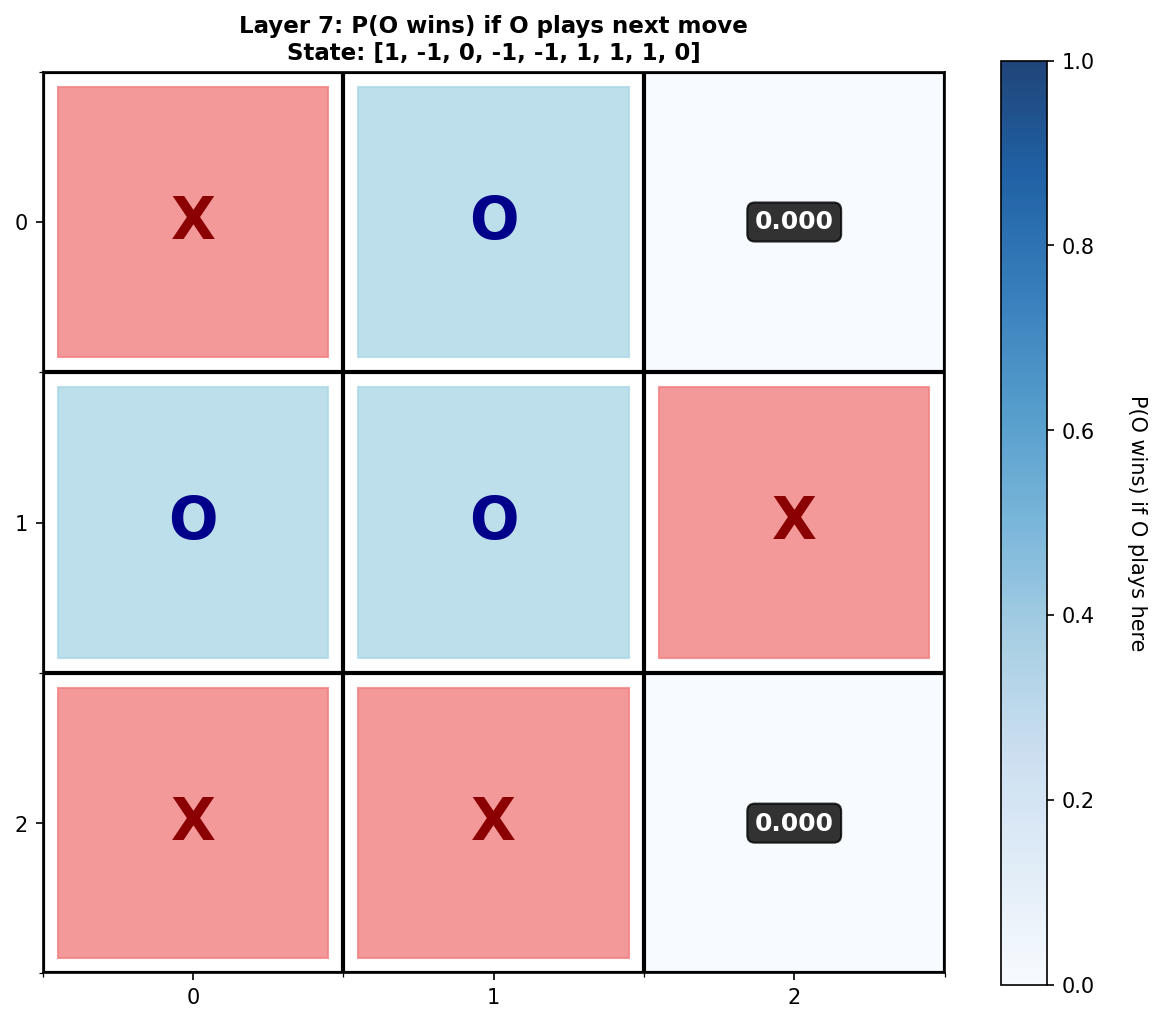 Layer 7: P(O wins) if O plays next move
State: [1, -1, 0, -1, -1, 1, 1, 1, 0]
X
O
0.000
O
O
X
X
X
0.000
0
1
2
0
1
2
1.0
0.8
0.6
0.4
0.2
0.0
P(O wins) if O plays here